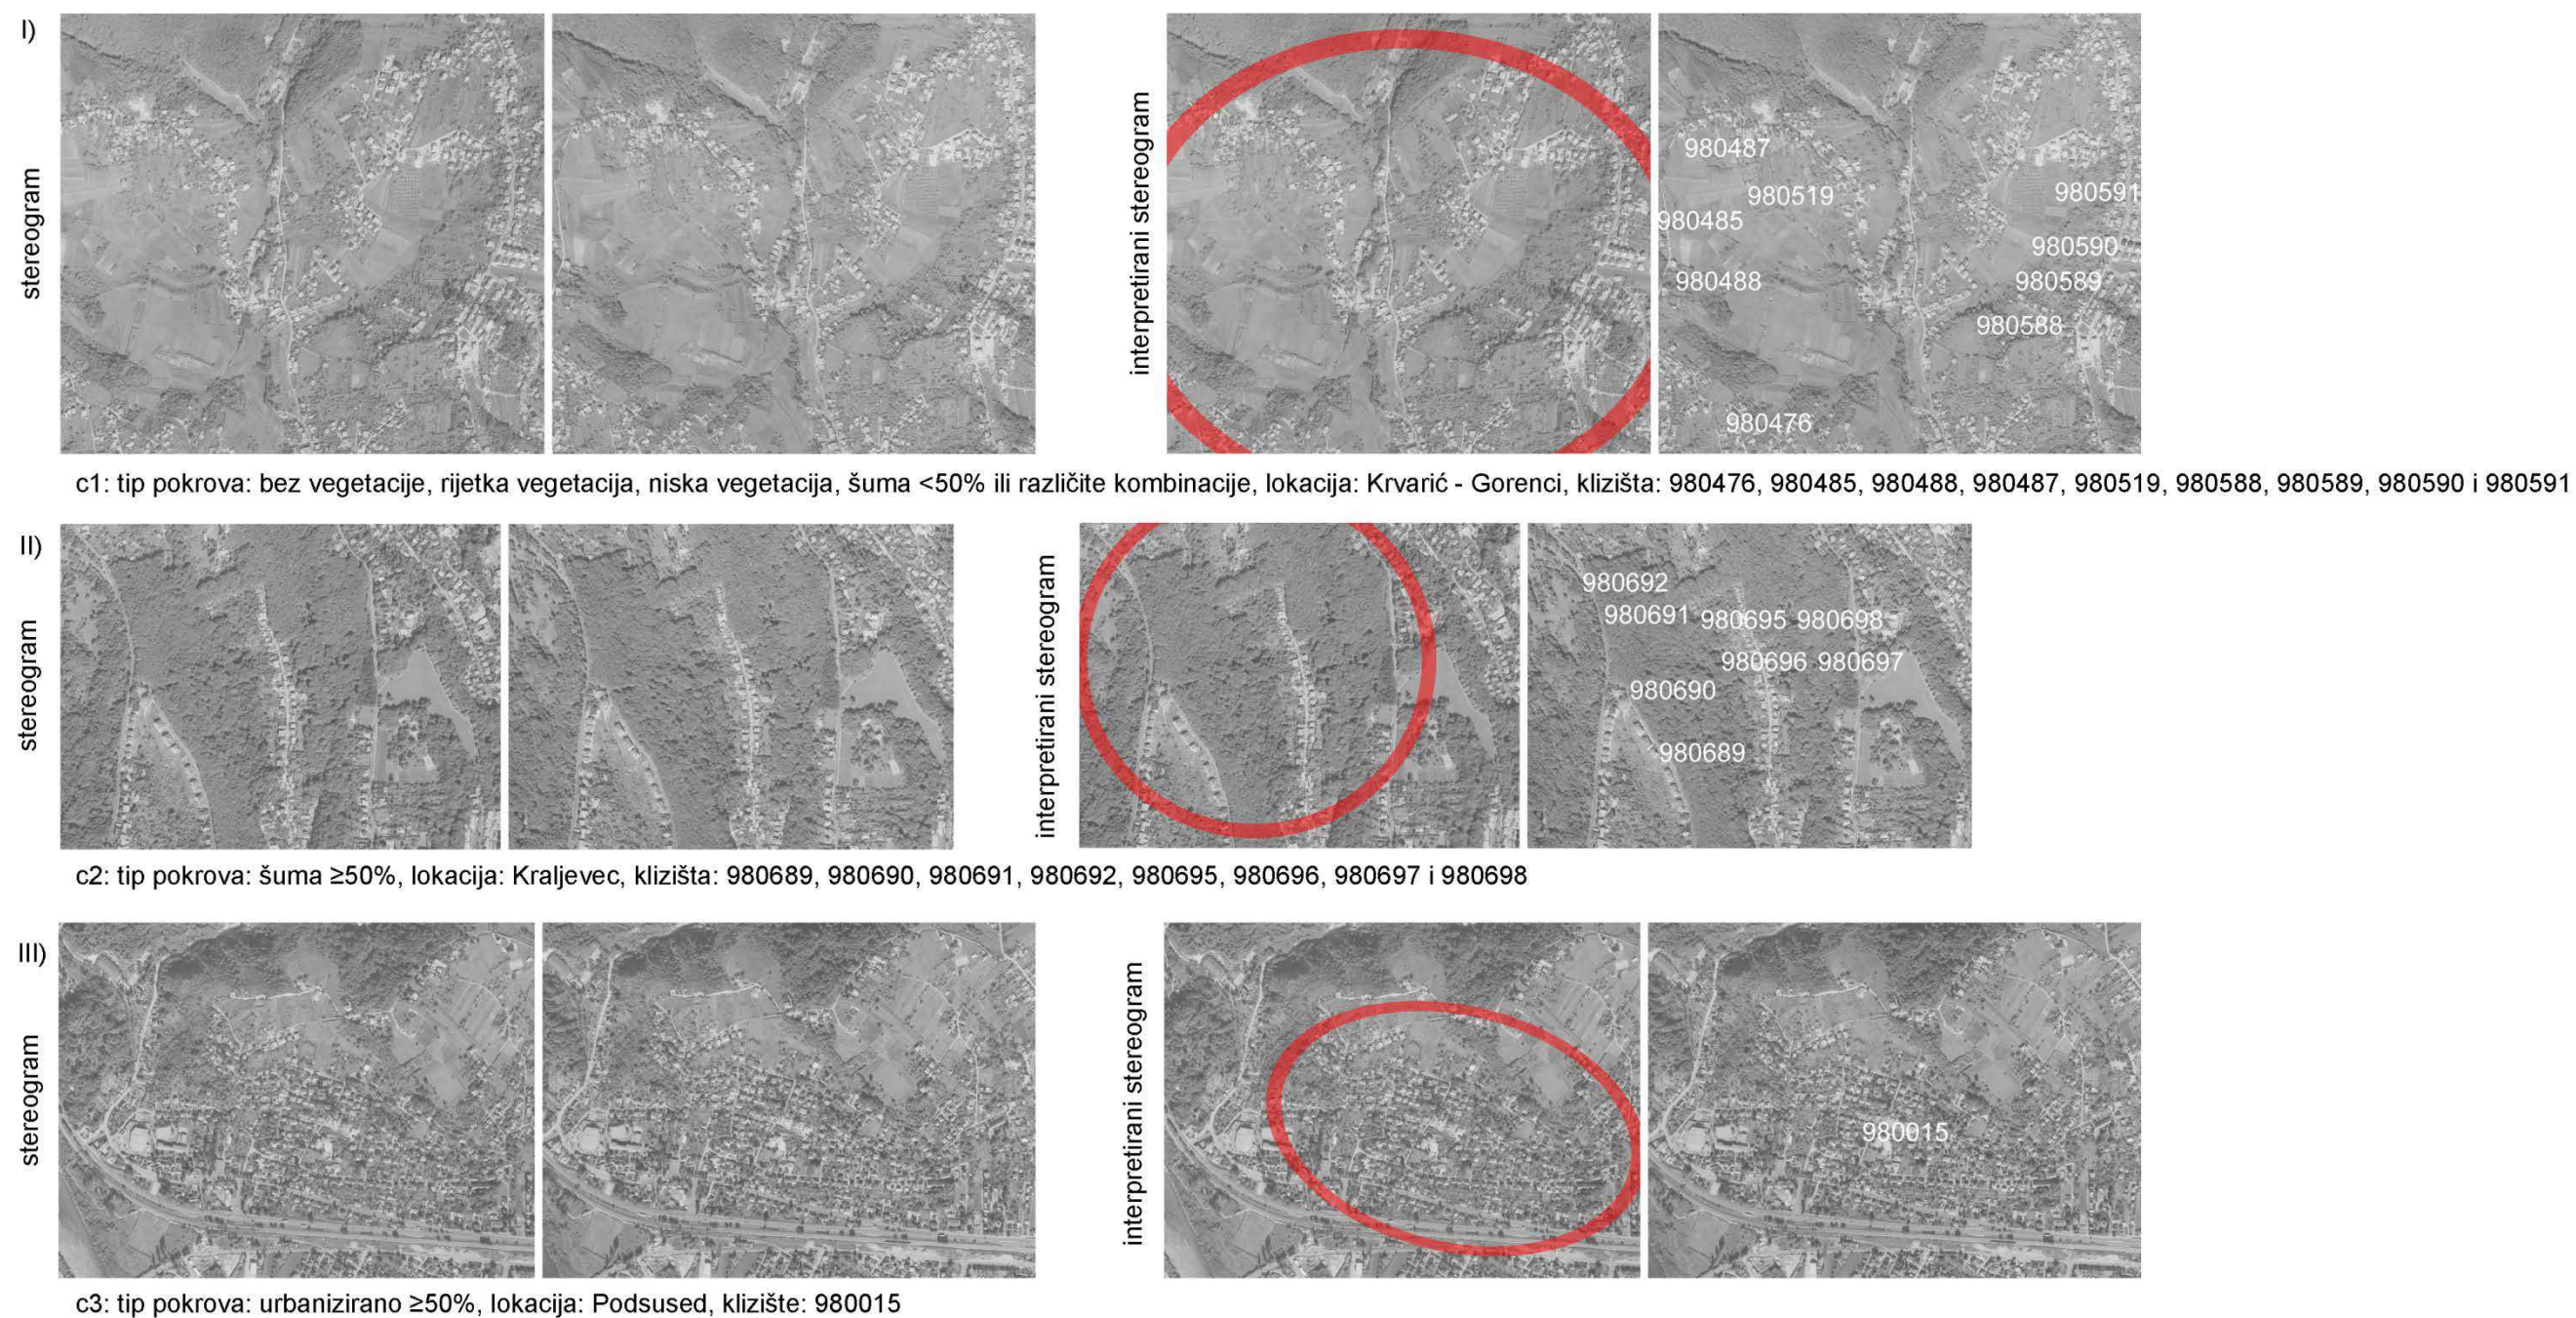 I)
stereogram
interpretirani stereogram
980487
980519
980591
980485
980590
980488
980589
980588
980476
c1: tip pokrova: bez vegetacije, rijetka vegetacija, niska vegetacija, šuma <50% ili različite kombinacije, lokacija: Krvarić - Gorenci, klizišta: 980476, 980485, 980488, 980487, 980519, 980588, 980589, 980590 i 980591
II)
stereogram
interpretirani stereogram
980692
980691 980695 980698
980696 980697
980690
980689
c2: tip pokrova: šuma ≥50%, lokacija: Kraljevec, klizišta: 980689, 980690, 980691, 980692, 980695, 980696, 980697 i 980698
III)
stereogram
interpretirani stereogram
980015
c3: tip pokrova: urbanizirano ≥50%, lokacija: Podsused, klizište: 980015